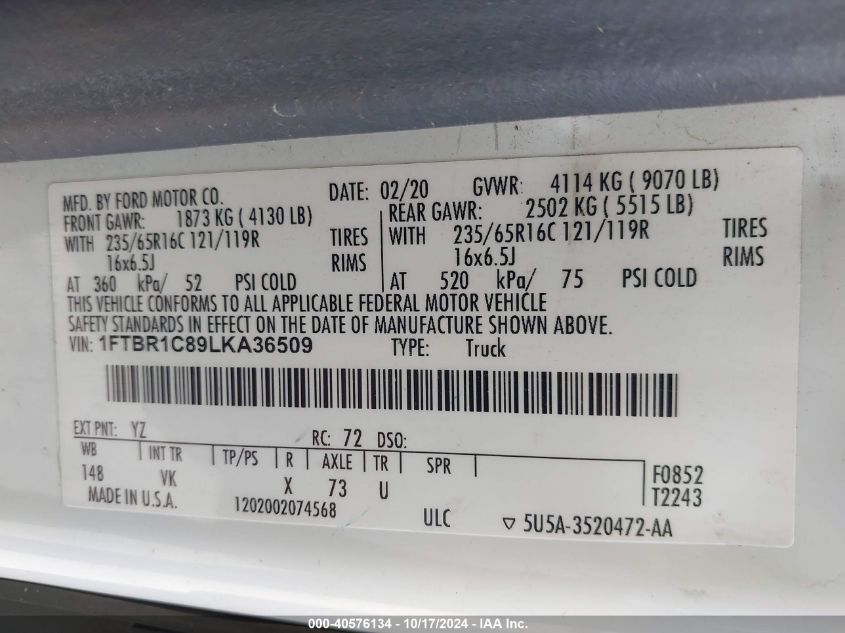 MFD. BY FORD MOTOR CO. DATE: 02/20 GVWR: 4114 KG ( 9070 LB)
FRONT GAWR: 1873 KG ( 4130 LB) REAR GAWR: 2502 KG ( 5515 LB)
WITH 235/65R16C 121/119R TIRES WITH 235/65R16C 121/119R TIRES
16x6.5J RIMS 16x6.5J RIMS
AT 360 kPa/ 52 PSI COLD AT 520 kPa/ 75 PSI COLD
THIS VEHICLE CONFORMS TO ALL APPLICABLE FEDERAL MOTOR VEHICLE
SAFETY STANDARDS IN EFFECT ON THE DATE OF MANUFACTURE SHOWN ABOVE.
VIN: 1FTBR1C89LKA36509 TYPE: Truck
EXT PNT: YZ RC: 72 DSO:
WB INT TR TP/PS R AXLE TR SPR F0852
148 VK X 73 U T2243
MADE IN U.S.A. 1202002074568 ULC ▽ 5U5A-3520472-AA
000-40576134 - 10/17/2024 - IAA Inc.